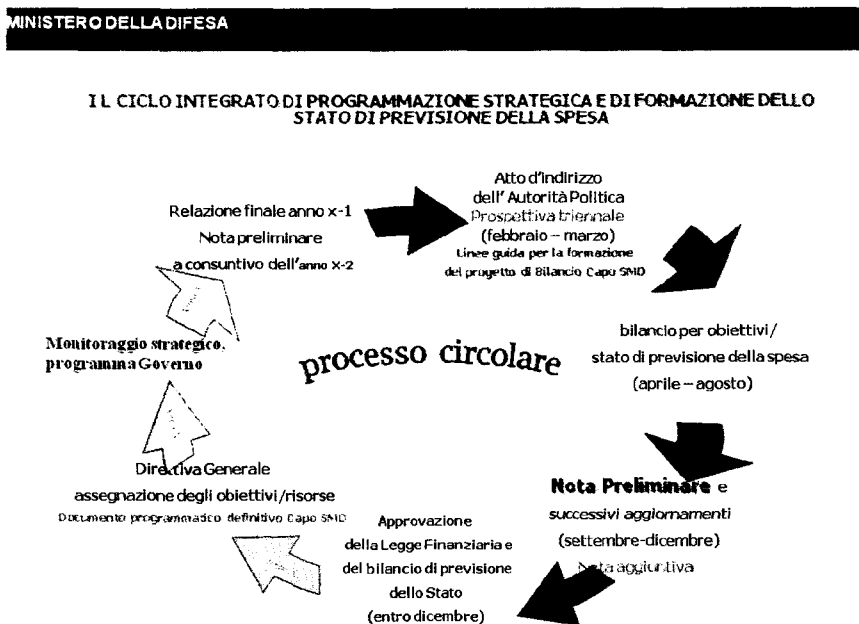 MINISTERO DELLA DIFESA
IL CICLO INTEGRATO DI PROGRAMMAZIONE STRATEGICA E DI FORMAZIONE DELLO
STATO DI PREVISIONE DELLA SPESA
Atto d'indirizzo
dell' Autorità Politica
Prospettiva triennale
(febbraio – marzo)
Linee guida per la formazione
del progetto di Bilancio Capo SMD
bilancio per obiettivi/
stato di previsione della spesa
(aprile – agosto)
Nota Preliminare e
successivi aggiornamenti
(settembre-dicembre)
Nota aggiuntiva
Approvazione
della Legge Finanziaria e
del bilancio di previsione
dello Stato
(entro dicembre)
Direttiva Generale
assegnazione degli obiettivi/risorse
Documento programmatico definitivo Capo SMD
Monitoraggio strategico,
programma Governo
Relazione finale anno x-1
Nota preliminare
a consuntivo dell'anno x-2
processo circolare